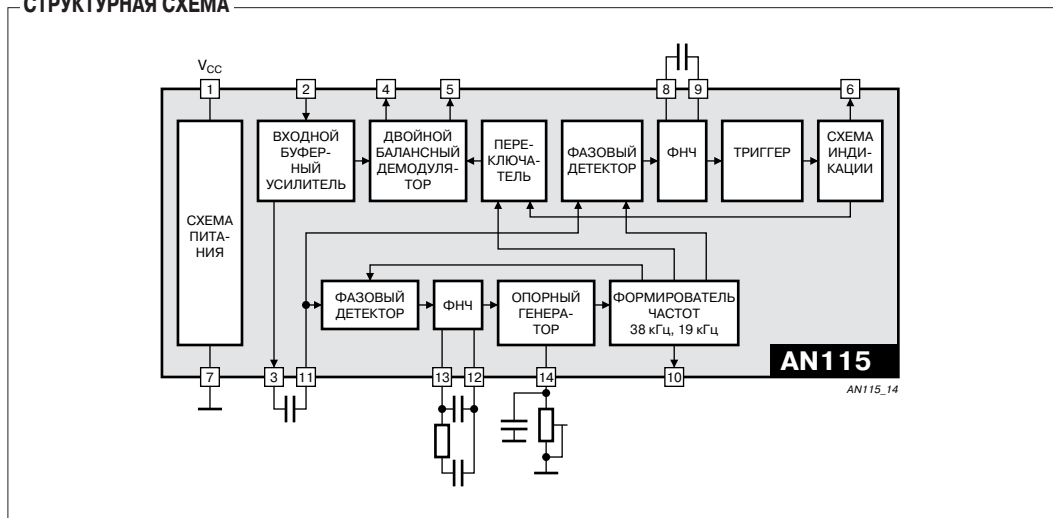 СТРУКТУРНАЯ СХЕМА
VCC
1
2
4
5
8
9
6
ВХОДНОЙ
БУФЕР-
НЫЙ
УСИЛИТЕЛЬ
ДВОЙНОЙ
БАЛАНСНЫЙ
ДЕМОДУЛЯ-
ТОР
ПЕРЕ-
КЛЮЧА-
ТЕЛЬ
ФАЗОВЫЙ
ДЕТЕКТОР
ФНЧ
ТРИГГЕР
СХЕМА
ИНДИ-
КАЦИИ
СХЕМА
ПИТА-
НИЯ
ФАЗОВЫЙ
ДЕТЕКТОР
ФНЧ
ОПОРНЫЙ
ГЕНЕРА-
ТОР
ФОРМИРОВАТЕЛЬ
ЧАСТОТ
38 кГц, 19 кГц
AN115
7
3
11
13
12
14
10
AN115_14